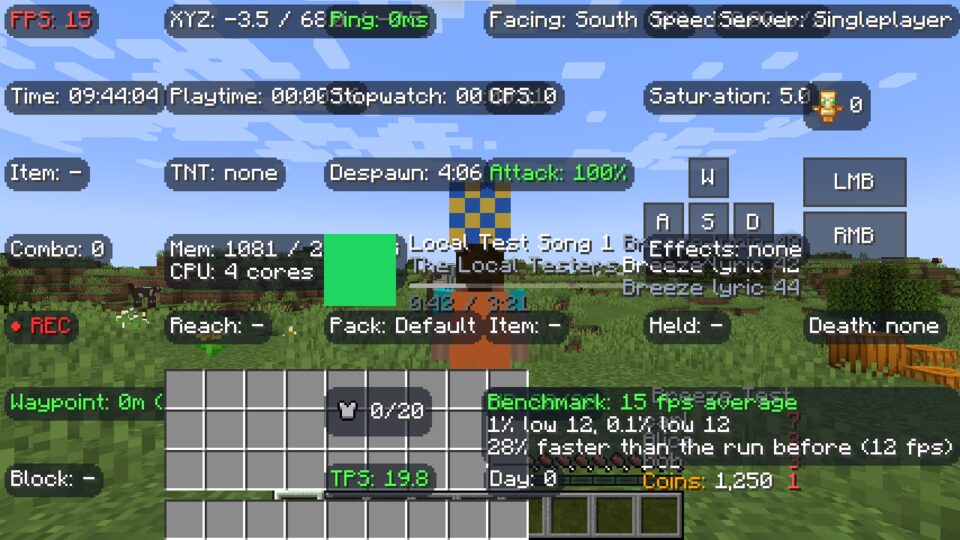 FPS: 15
XYZ: -3.5 / 68
Ping: 0ms
Facing: South
Speed
Server: Singleplayer
Time: 09:44:04
Playtime: 00:00
Stopwatch: 00:
CPS: 0
Saturation: 5.0
0
Item: -
TNT: none
Despawn: 4:06
Attack: 100%
W
LMB
A S D
RMB
Combo: 0
Mem: 1081 / 2
CPU: 4 cores
Local Test Song 1
The Local Testers
0:42 / 3:21
Effects: none
Breeze lyric 42
Breeze lyric 44
REC
Reach: -
Pack: Default
Item: -
Held: -
Death: none
Waypoint: 0m (
0/20
Breeze Test
Benchmark: 15 fps average
1% low 12, 0.1% low 12
28% faster than the run before (12 fps)
Block: -
TPS: 19.8
Day: 0
Coins: 1,250
1